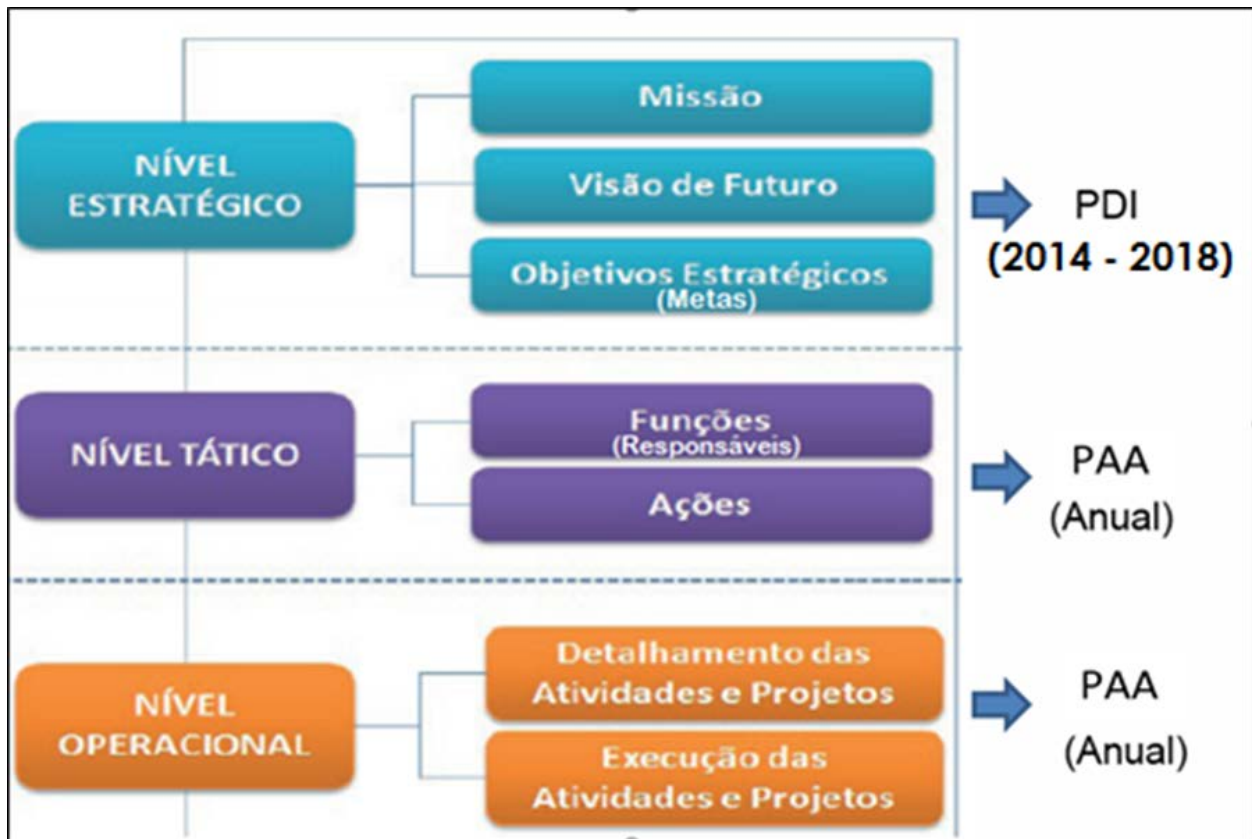 NÍVEL
ESTRATÉGICO
Missão
Visão de Futuro
Objetivos Estratégicos
(Metas)
PDI
(2014 - 2018)
NÍVEL TÁTICO
Funções
(Responsáveis)
Ações
PAA
(Anual)
NÍVEL
OPERACIONAL
Detalhamento das
Atividades e Projetos
Execução das
Atividades e Projetos
PAA
(Anual)